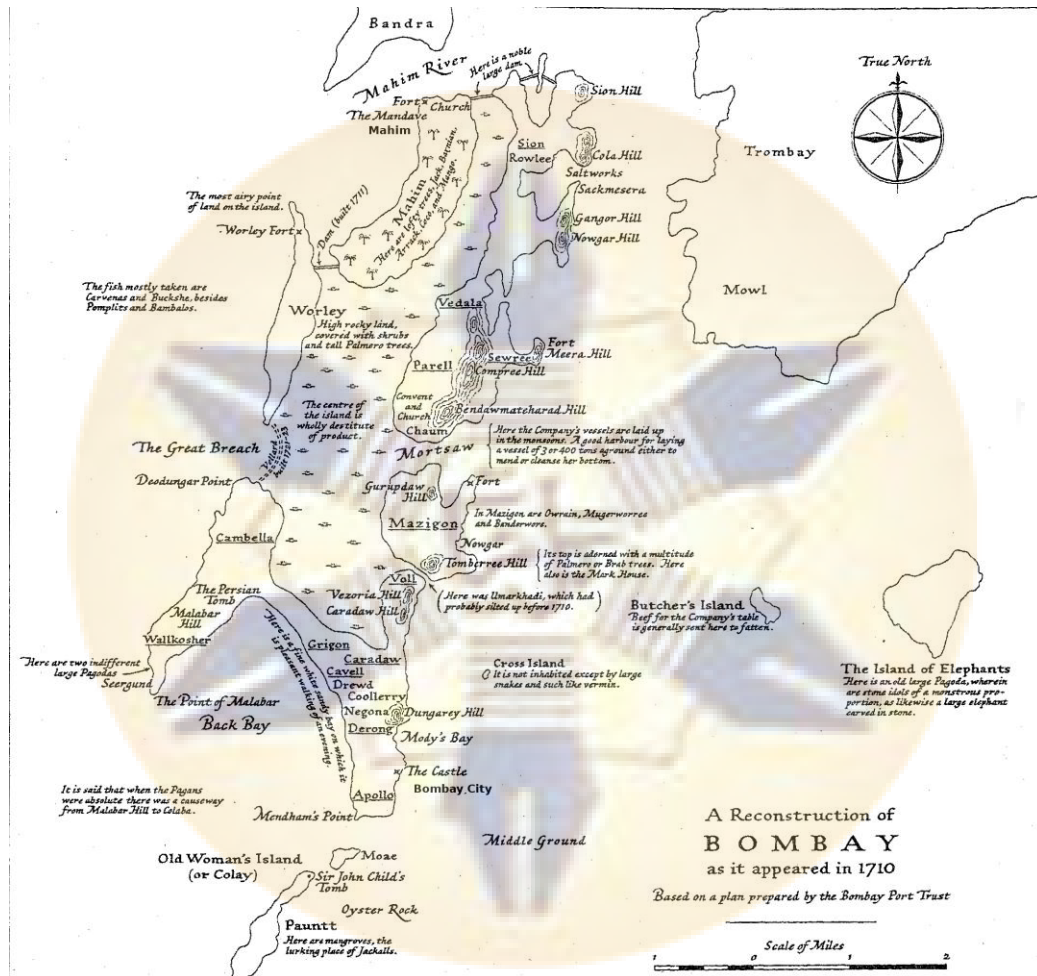 Bandra
Mahim River
Here is a noble
large dam
True North
Sion Hill
Fort
Church
The Mandave
Mahim
Sion
Rowlee
Cola Hill
Trombay
Saltworks
Sackmesera
Mahim
Here are lofty trees, Jack, Barnian,
Arrack, Coco, and Mango.
The most airy point
of land on the island.
Dam (built 1711)
Gangor Hill
Worley Fort
Nowgar Hill
The fish mostly taken are
Carvenas and Buckshe, besides
Pomplits and Bambalos.
Mowl
Vedala
Worley
High rocky land,
covered with shrubs
and tall Palmero trees.
Fort
Meera Hill
Sewree
Parell
Compree Hill
Convent
and
Church
Bendawmatcharad Hill
Chaum
The centre of
the island is
wholly destitute
of product.
Here the Company's vessels are laid up
in the monsoons. A good harbour for laying
a vessel of 3 or 400 tons aground either to
mend or cleanse her bottom.
The Great Breach
Vellard
built 1721-23
Mortsaw
Deodungar Point
Gurupdaw
Hill
Fort
In Mazigon are Owrain, Mugerworree
and Banderwore.
Mazigon
Cambella
Nowgar
Tomberree Hill
Its top is adorned with a multitude
of Palmero or Brab trees. Here
also is the Mark House.
Voll
The Persian
Tomb
Vezoria Hill
Caradaw Hill
Here was Umarkhadi, which had
probably silted up before 1710.
Malabar
Hill
Wallkosher
Butcher's Island
Beef for the Company's table
is generally sent here to fatten.
Here is a fine white sandy bay on which it
is pleasant walking of an evening.
Grigon
Caradaw
Cavell
Drewd
Coollerry
Here are two indifferent
large Pagodas
Seergund
Cross Island
It is not inhabited except by large
snakes and such like vermin.
The Island of Elephants
Here is an old large Pagoda, wherein
are stone idols of a monstrous pro-
portion, as likewise a large elephant
carved in stone.
The Point of Malabar
Back Bay
Negona
Dungarey Hill
Derong
Mody's Bay
The Castle
Bombay City
It is said that when the Pagans
were absolute there was a causeway
from Malabar Hill to Colaba.
Apollo
Mendham's Point
A Reconstruction of
BOMBAY
as it appeared in 1710
Based on a plan prepared by the Bombay Port Trust
Middle Ground
Old Woman's Island
(or Colay)
Moae
Sir John Child's
Tomb
Oyster Rock
Pauntt
Here are mangroves, the
lurking place of Jackalls.
Scale of Miles
1 0 1 2